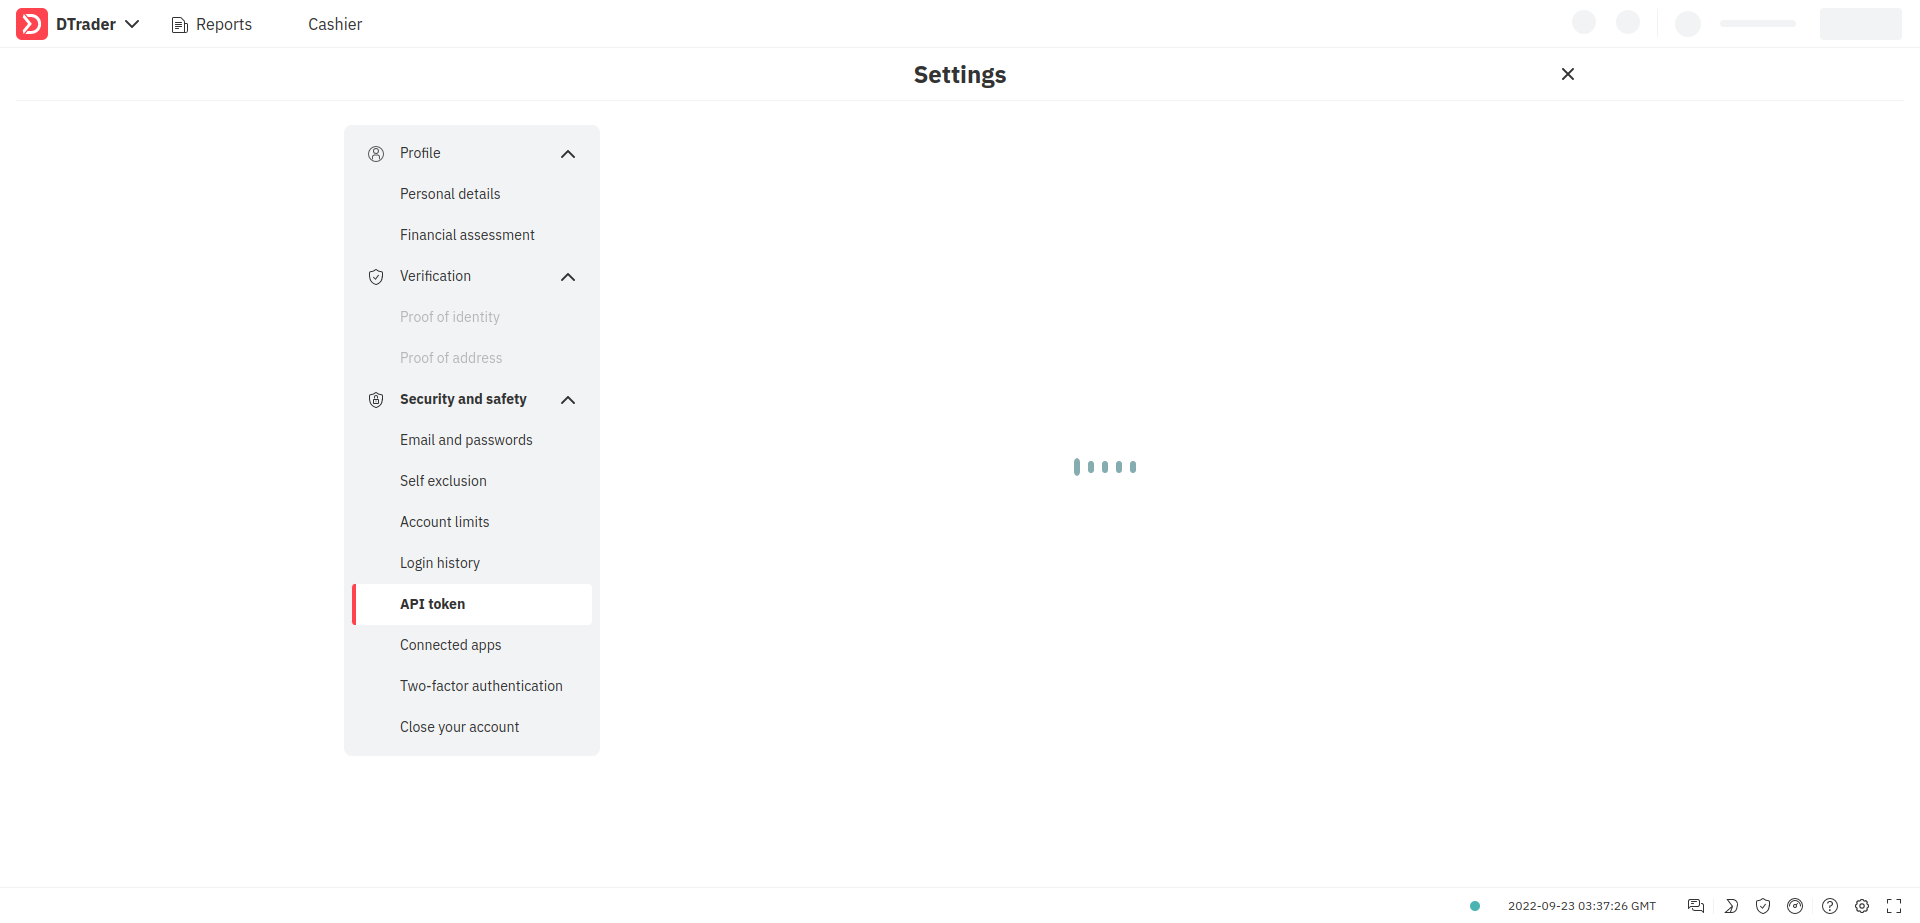 DTrader
Reports
Cashier
Settings
Profile
Personal details
Financial assessment
Verification
Proof of identity
Proof of address
Security and safety
Email and passwords
Self exclusion
Account limits
Login history
API token
Connected apps
Two-factor authentication
Close your account
2022-09-23 03:37:26 GMT